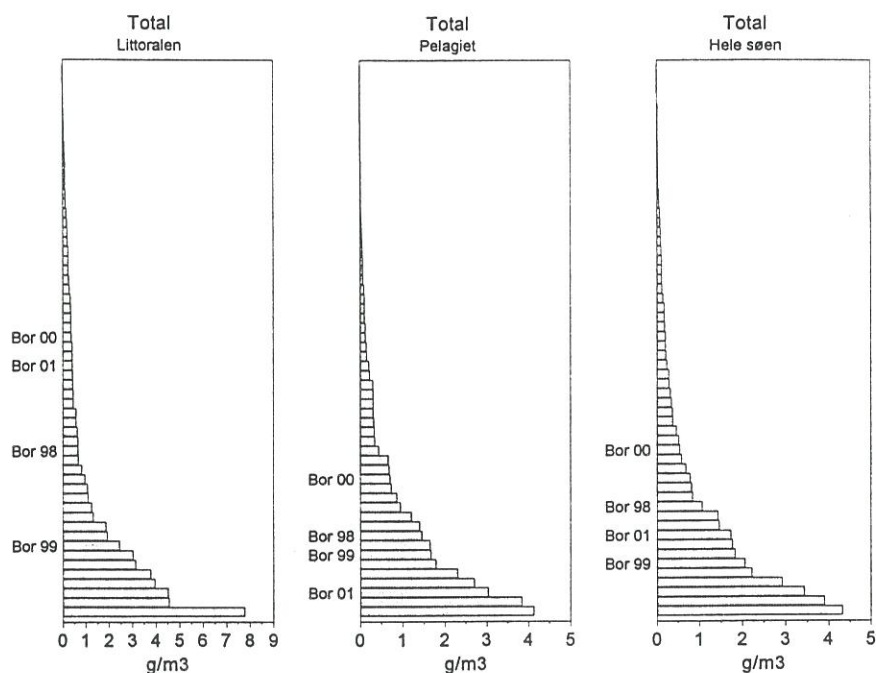 Total
Littoralen
Bor 00
Bor 01
Bor 98
Bor 99
0 1 2 3 4 5 6 7 8 9
g/m3
Total
Pelagiet
Bor 00
Bor 98
Bor 99
Bor 01
0 1 2 3 4 5
g/m3
Total
Hele søen
Bor 00
Bor 98
Bor 01
Bor 99
0 1 2 3 4 5
g/m3